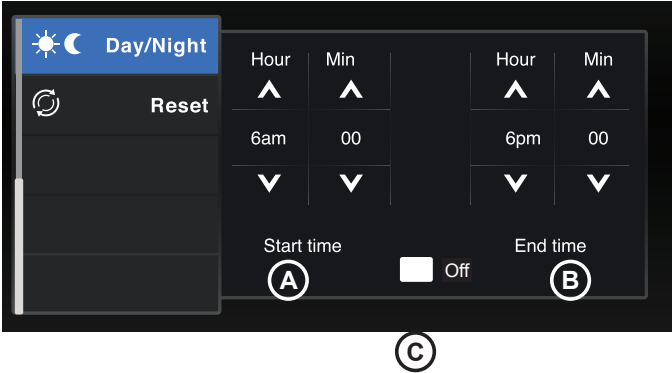 Day/Night
Reset
Hour Min Hour Min
6am 00 6pm 00
Start time End time
Off
A B
C